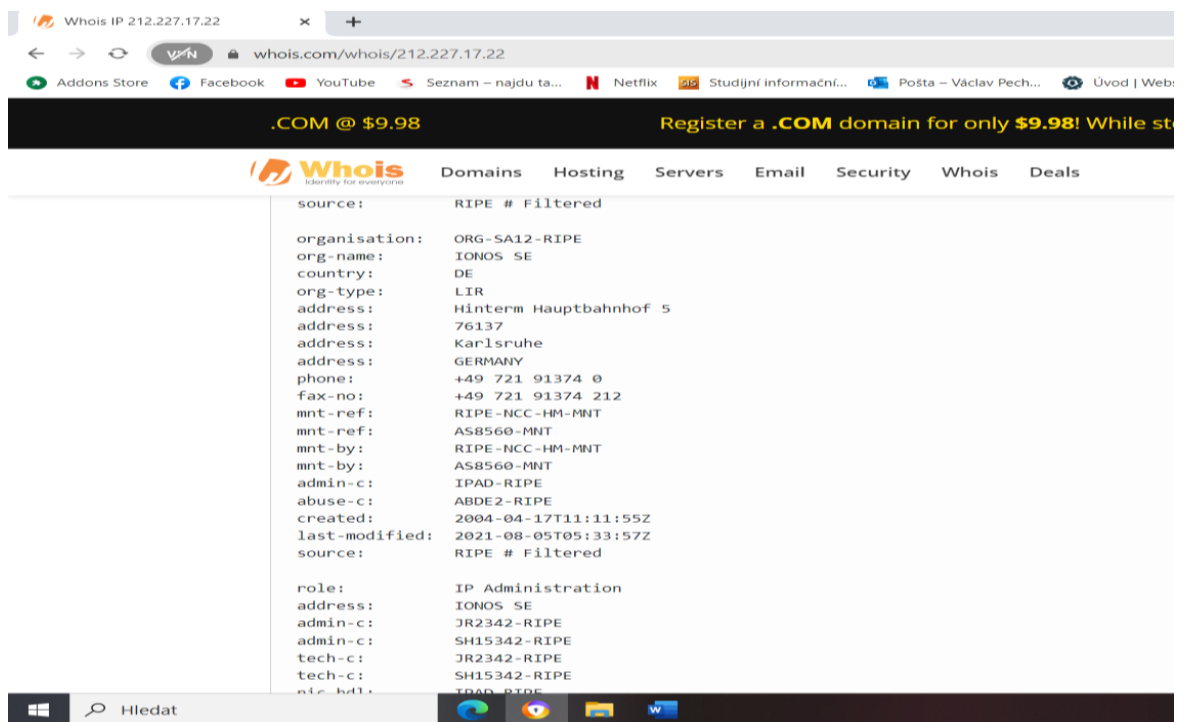 Whois IP 212.227.17.22
VPN whois.com/whois/212.227.17.22
Addons Store Facebook YouTube Seznam – najdu ta... Netflix Studijní informační... Pošta – Václav Pech... Úvod |
.COM @ $9.98 Register a .COM domain for only $9.98! While
Whois Domains Hosting Servers Email Security Whois Deals
Identity for everyone
source: RIPE # Filtered
organisation: ORG-SA12-RIPE
org-name: IONOS SE
country: DE
org-type: LIR
address: Hinterm Hauptbahnhof 5
address: 76137
address: Karlsruhe
address: GERMANY
phone: +49 721 91374 0
fax-no: +49 721 91374 212
mnt-ref: RIPE-NCC-HM-MNT
mnt-ref: AS8560-MNT
mnt-by: RIPE-NCC-HM-MNT
mnt-by: AS8560-MNT
admin-c: IPAD-RIPE
abuse-c: ABDE2-RIPE
created: 2004-04-17T11:11:55Z
last-modified: 2021-08-05T05:33:57Z
source: RIPE # Filtered
role: IP Administration
address: IONOS SE
admin-c: JR2342-RIPE
admin-c: SH15342-RIPE
tech-c: JR2342-RIPE
tech-c: SH15342-RIPE
nic-hdl: IPAD-RIPE
Hledat